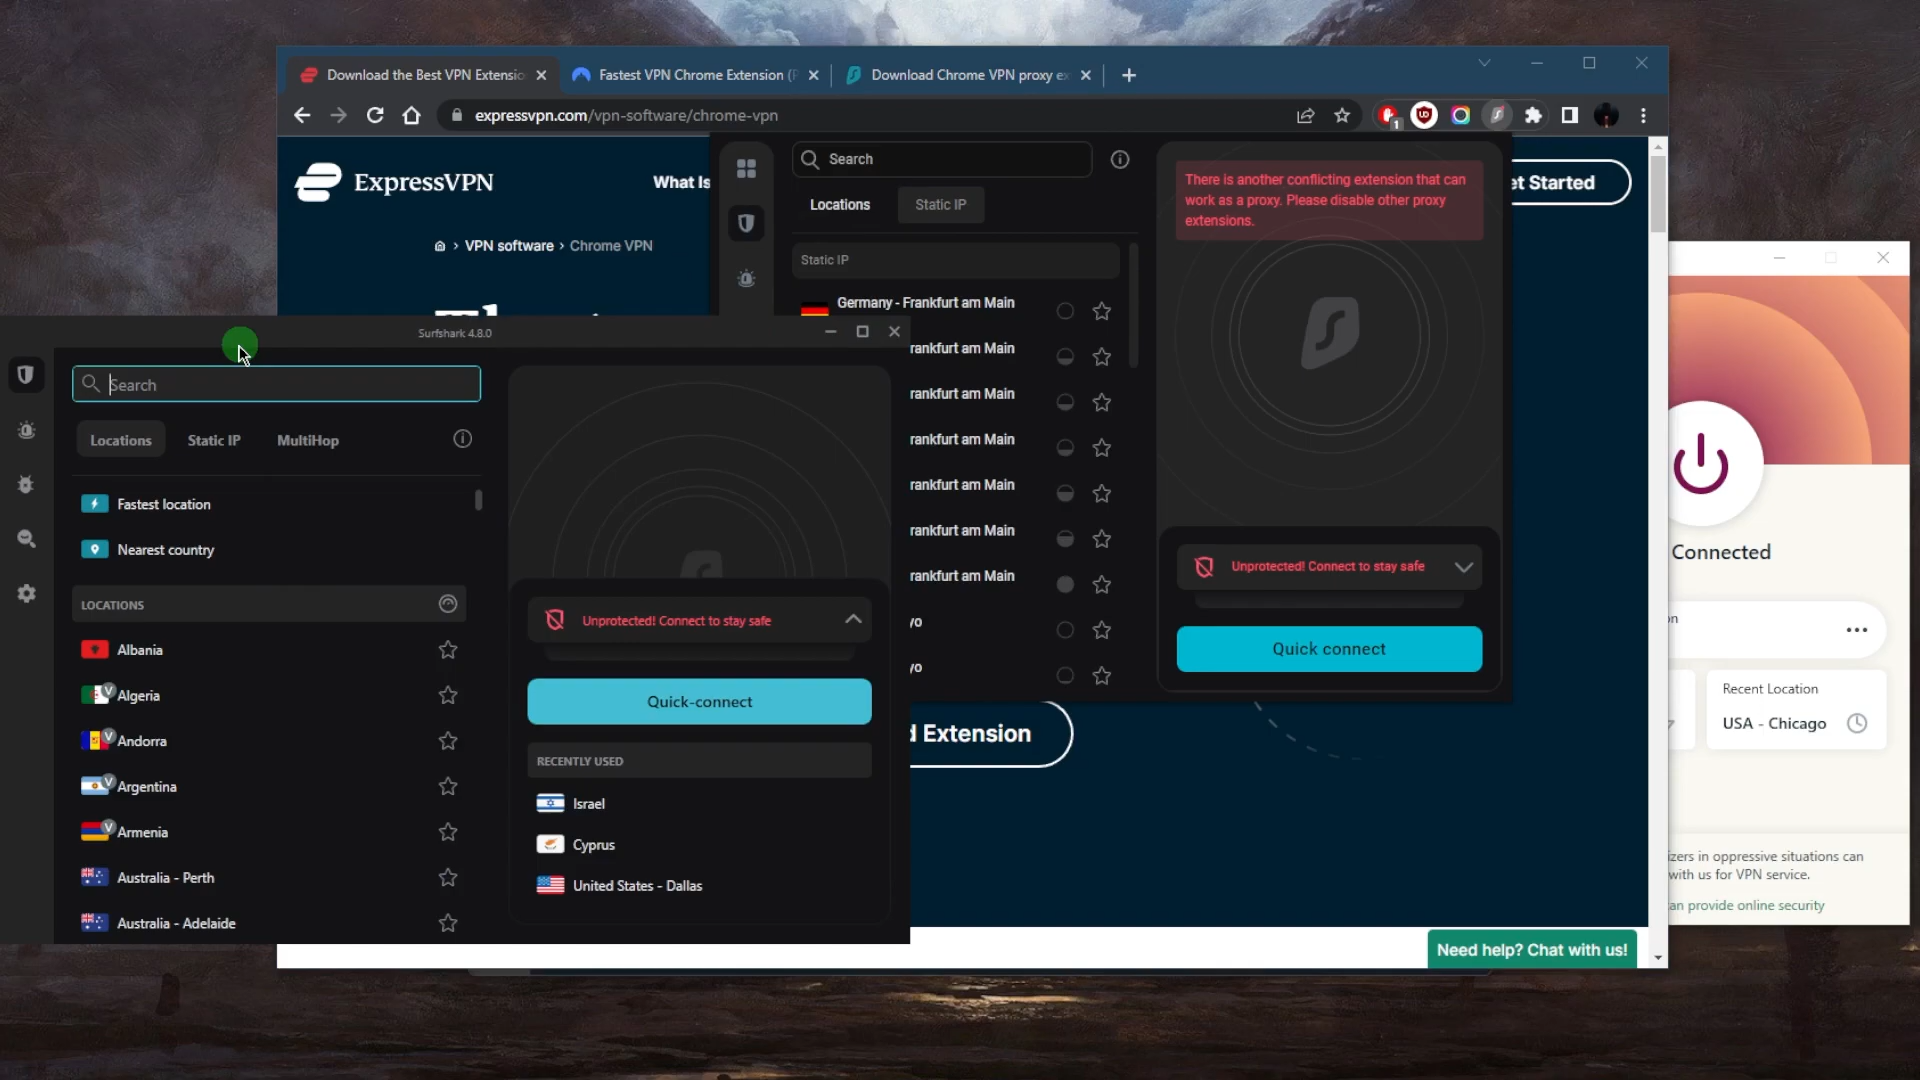 Download the Best VPN Extensio
Fastest VPN Chrome Extension (F
Download Chrome VPN proxy ex
expressvpn.com/vpn-software/chrome-vpn
1
ExpressVPN
What Is
et Started
> VPN software > Chrome VPN
Search
Locations
Static IP
Static IP
Germany - Frankfurt am Main
rankfurt am Main
rankfurt am Main
rankfurt am Main
rankfurt am Main
rankfurt am Main
rankfurt am Main
yo
yo
There is another conflicting extension that can
work as a proxy. Please disable other proxy
extensions.
Unprotected! Connect to stay safe
Quick connect
d Extension
Need help? Chat with us!
Surfshark 4.8.0
Search
Locations
Static IP
MultiHop
Fastest location
Nearest country
LOCATIONS
Albania
V
Algeria
V
Andorra
V
Argentina
V
Armenia
Australia - Perth
Australia - Adelaide
Unprotected! Connect to stay safe
Quick-connect
RECENTLY USED
Israel
Cyprus
United States - Dallas
Connected
on
Recent Location
USA - Chicago
izers in oppressive situations can
with us for VPN service.
an provide online security